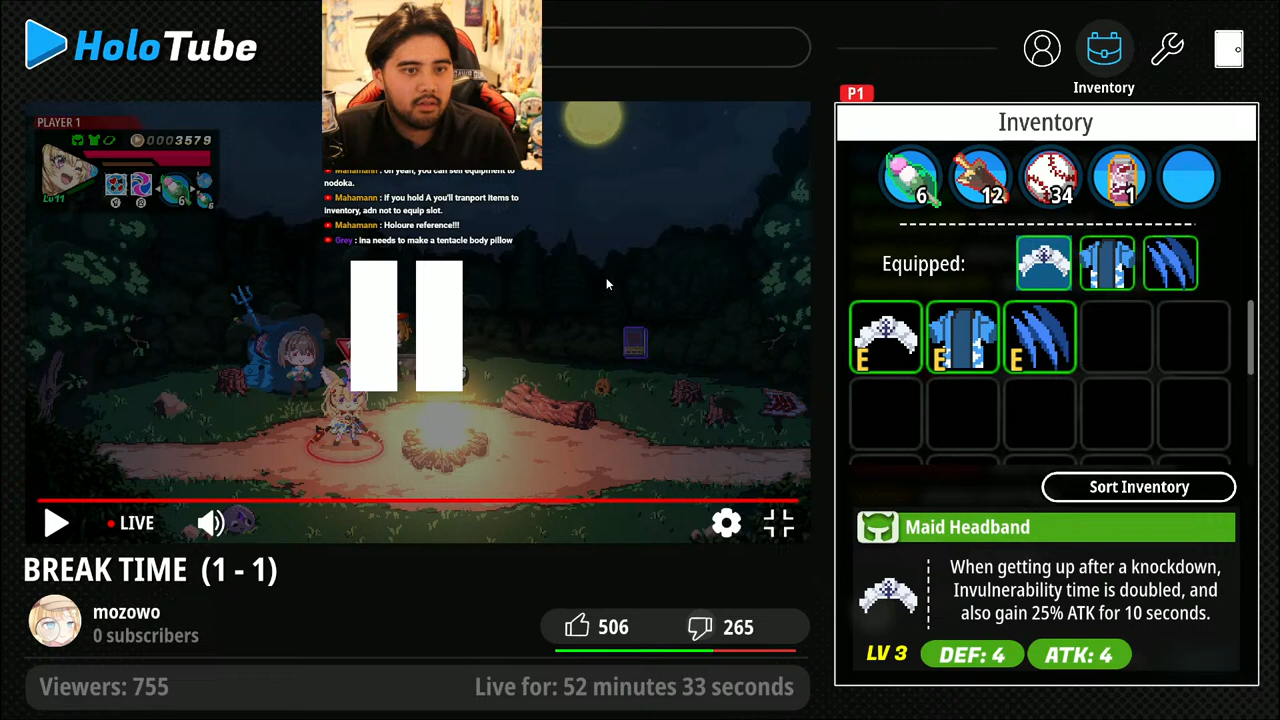 HoloTube
Inventory
P1
Inventory
PLAYER 1
0003579
Lv11
6
6
6
12
34
1
Mahamann : oh yeah, you can sell equipment to
nodoka.
Mahamann : If you hold A you'll tranport items to
inventory, adn not to equip slot.
Mahamann : Holoure reference!!!
Grey : ina needs to make a tentacle body pillow
Equipped:
E
E
E
Sort Inventory
Maid Headband
When getting up after a knockdown,
Invulnerability time is doubled, and
also gain 25% ATK for 10 seconds.
LV 3 DEF: 4 ATK: 4
LIVE
BREAK TIME (1 - 1)
mozowo
0 subscribers
506 265
Viewers: 755
Live for: 52 minutes 33 seconds